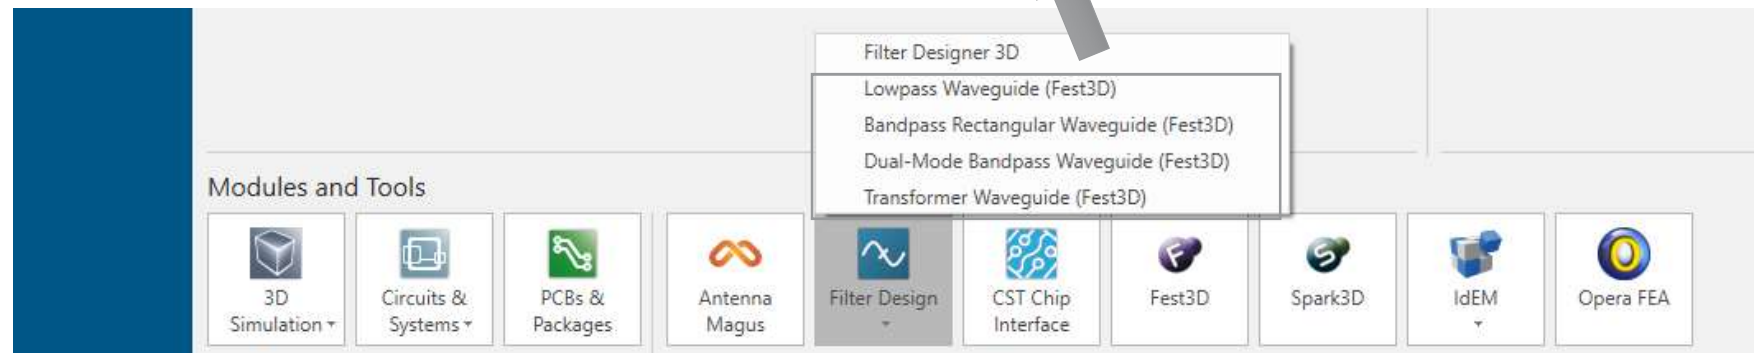 Filter Designer 3D
Lowpass Waveguide (Fest3D)
Bandpass Rectangular Waveguide (Fest3D)
Dual-Mode Bandpass Waveguide (Fest3D)
Transformer Waveguide (Fest3D)
Modules and Tools
3D
Simulation
Circuits &
Systems
PCBs &
Packages
Antenna
Magus
Filter Design
CST Chip
Interface
Fest3D
Spark3D
IdEM
Opera FEA